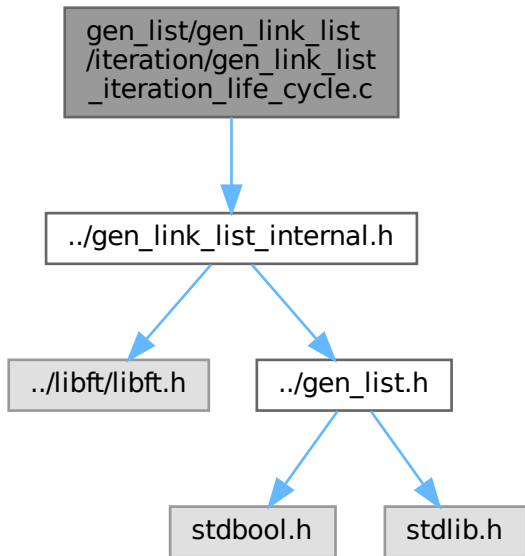 gen_list/gen_link_list
/iteration/gen_link_list
_iteration_life_cycle.c
../gen_link_list_internal.h
../libft/libft.h
../gen_list.h
stdbool.h
stdlib.h